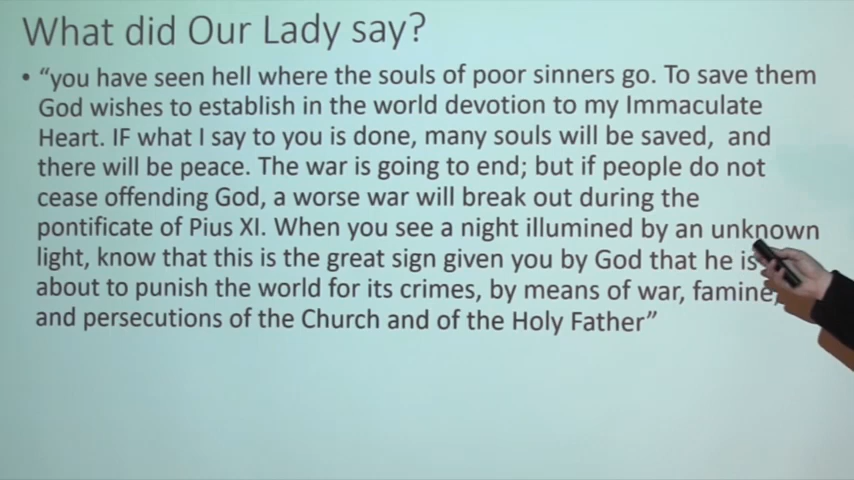 What did Our Lady say?
• “you have seen hell where the souls of poor sinners go. To save them
God wishes to establish in the world devotion to my Immaculate
Heart. IF what I say to you is done, many souls will be saved, and
there will be peace. The war is going to end; but if people do not
cease offending God, a worse war will break out during the
pontificate of Pius XI. When you see a night illumined by an unknown
light, know that this is the great sign given you by God that he is
about to punish the world for its crimes, by means of war, famine,
and persecutions of the Church and of the Holy Father”